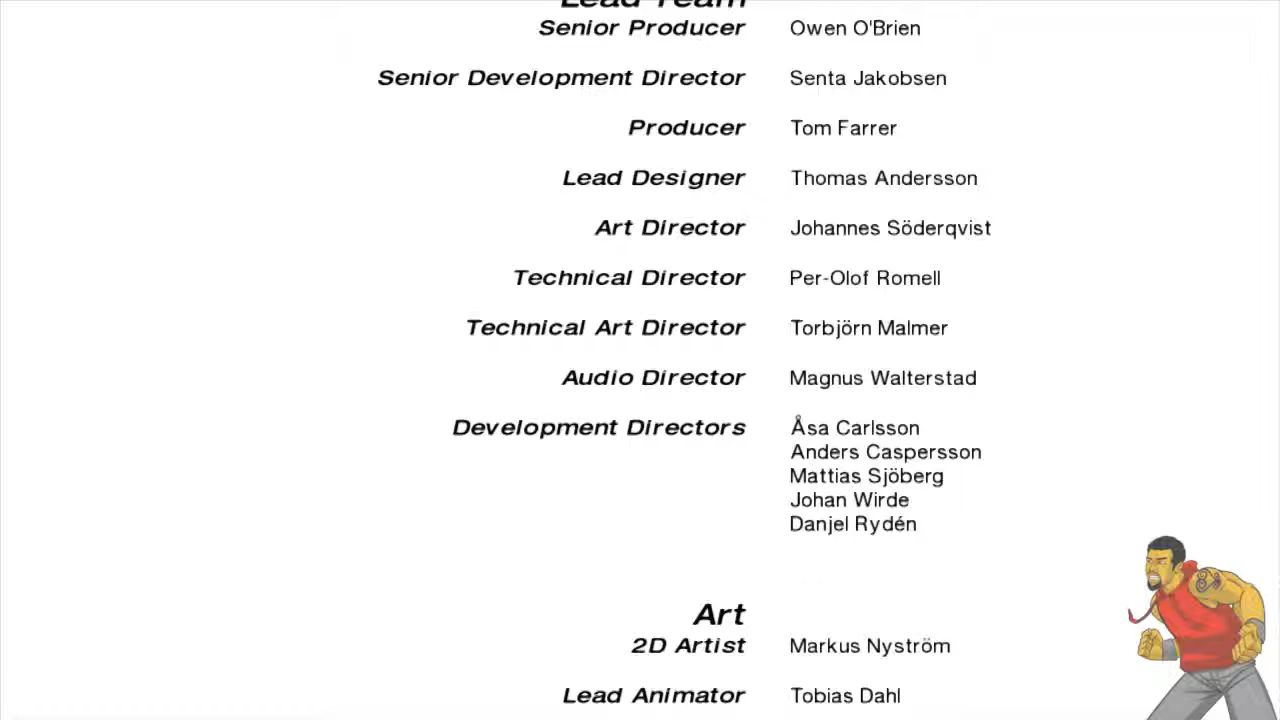 Lead Team
Senior Producer Owen O'Brien
Senior Development Director Senta Jakobsen
Producer Tom Farrer
Lead Designer Thomas Andersson
Art Director Johannes Söderqvist
Technical Director Per-Olof Romell
Technical Art Director Torbjörn Malmer
Audio Director Magnus Walterstad
Development Directors Åsa Carlsson
Anders Caspersson
Mattias Sjöberg
Johan Wirde
Danjel Rydén
Art
2D Artist Markus Nyström
Lead Animator Tobias Dahl